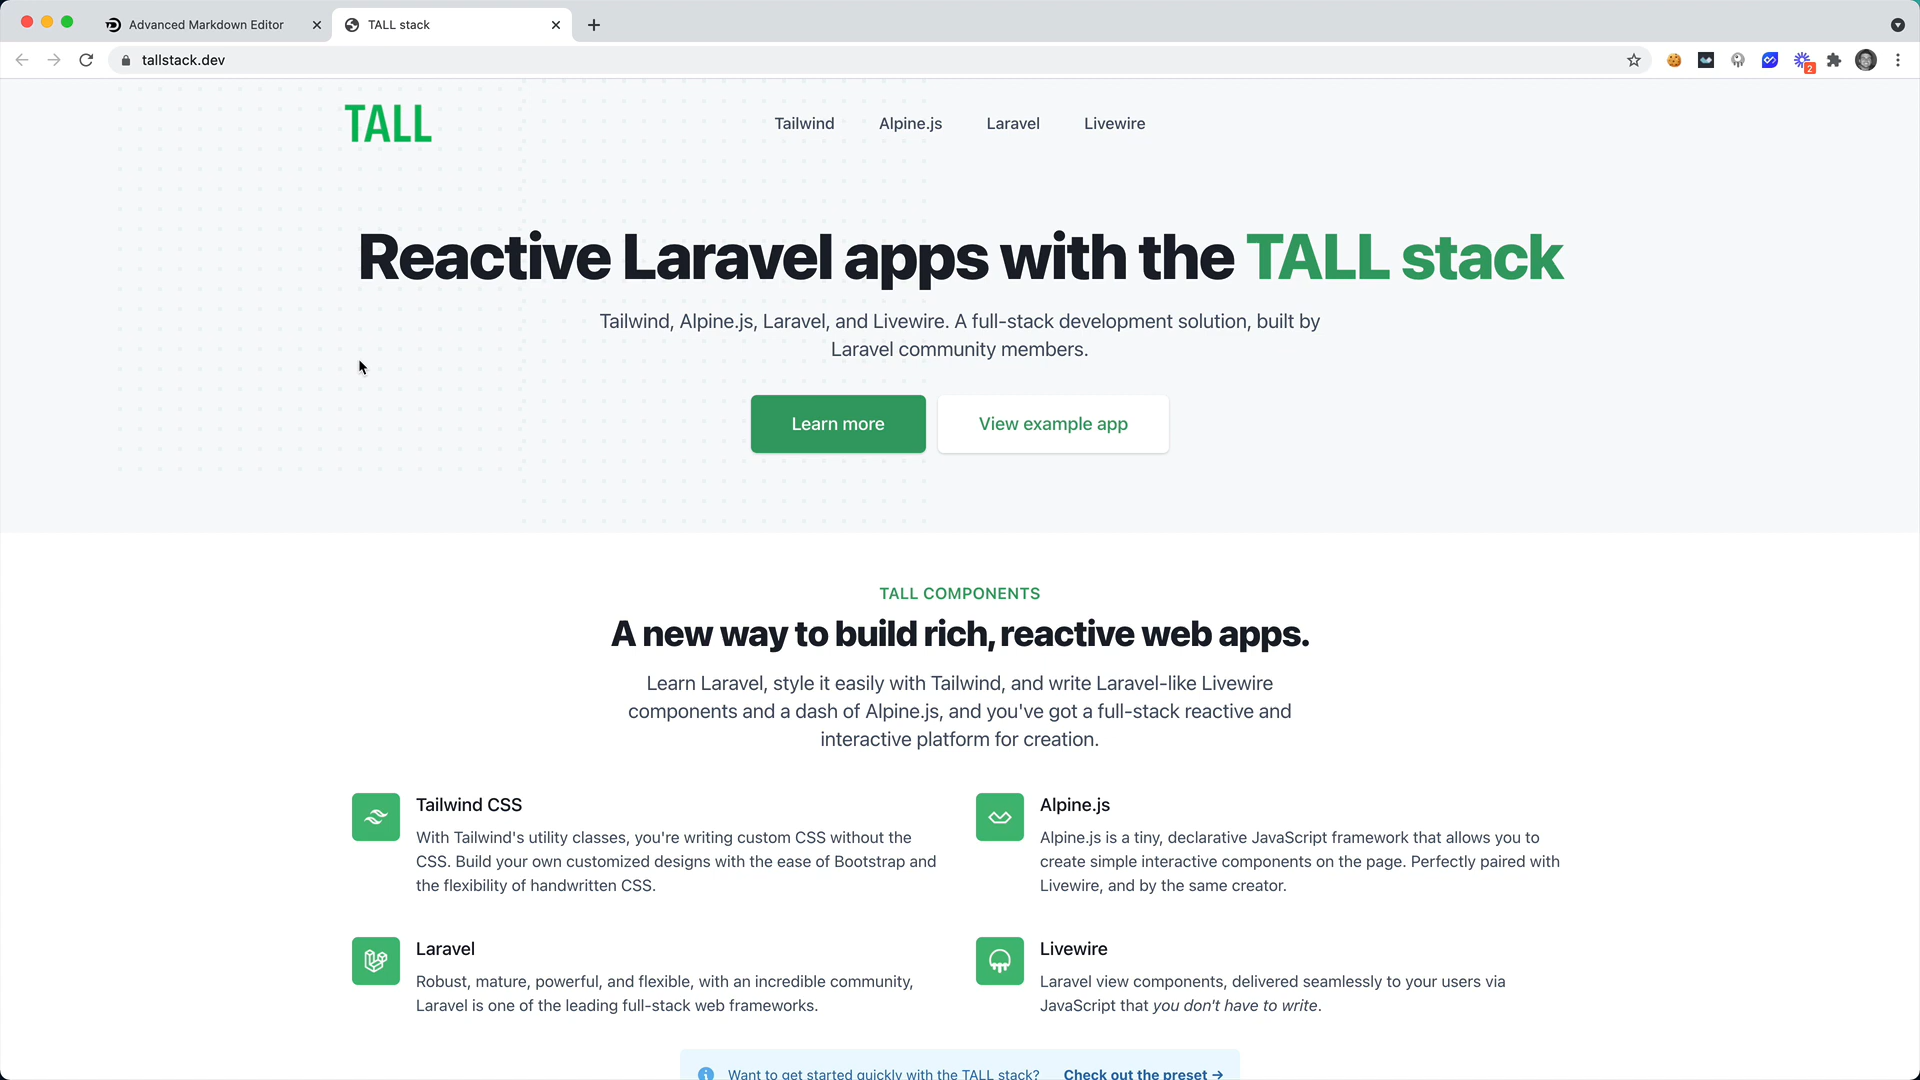 Advanced Markdown Editor
TALL stack
tallstack.dev
2
TALL
Tailwind
Alpine.js
Laravel
Livewire
Reactive Laravel apps with the TALL stack
Tailwind, Alpine.js, Laravel, and Livewire. A full-stack development solution, built by
Laravel community members.
Learn more
View example app
TALL COMPONENTS
A new way to build rich, reactive web apps.
Learn Laravel, style it easily with Tailwind, and write Laravel-like Livewire
components and a dash of Alpine.js, and you've got a full-stack reactive and
interactive platform for creation.
Tailwind CSS
With Tailwind's utility classes, you're writing custom CSS without the
CSS. Build your own customized designs with the ease of Bootstrap and
the flexibility of handwritten CSS.
Alpine.js
Alpine.js is a tiny, declarative JavaScript framework that allows you to
create simple interactive components on the page. Perfectly paired with
Livewire, and by the same creator.
Laravel
Robust, mature, powerful, and flexible, with an incredible community,
Laravel is one of the leading full-stack web frameworks.
Livewire
Laravel view components, delivered seamlessly to your users via
JavaScript that you don't have to write.
Want to get started quickly with the TALL stack?
Check out the preset →